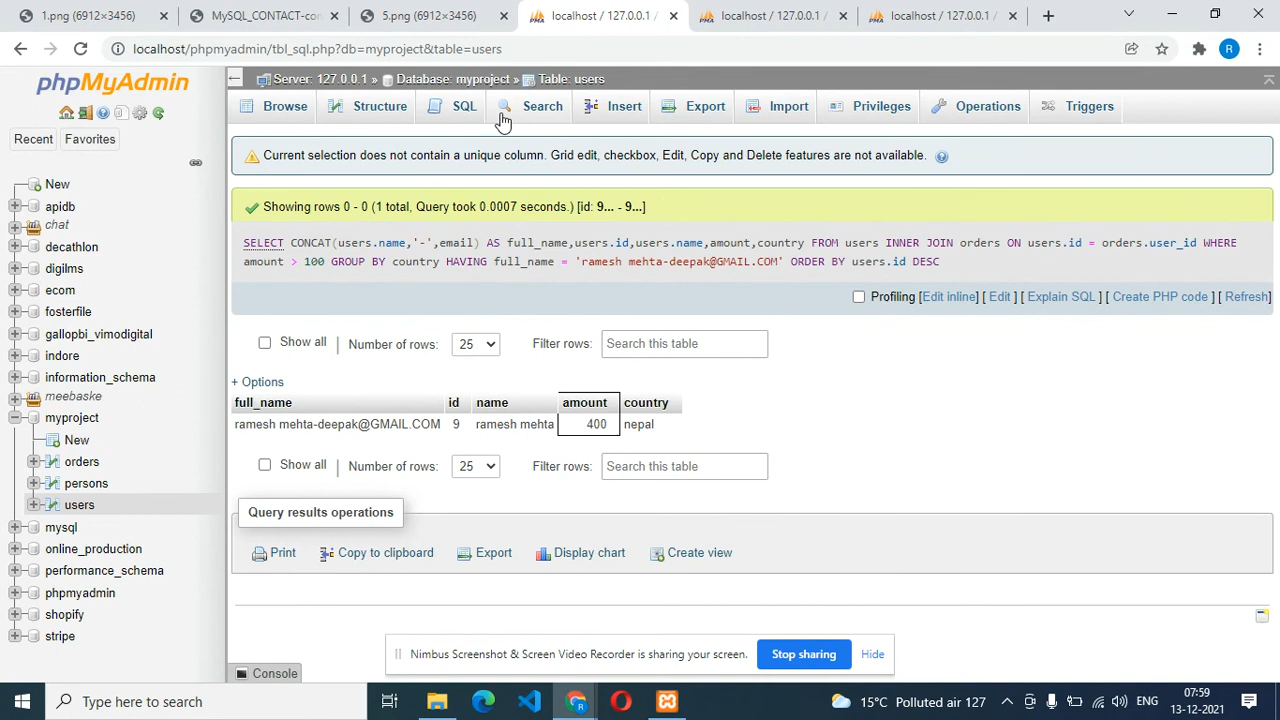 1.png (6912×3456)
MySQL_CONTACT-con
5.png (6912×3456)
localhost / 127.0.0.1 /
localhost / 127.0.0.1 /
localhost / 127.0.0.1 /
localhost/phpmyadmin/tbl_sql.php?db=myproject&table=users
R
phpMyAdmin
Recent
Favorites
New
apidb
chat
decathlon
digilms
ecom
fosterfile
gallopbi_vimodigital
indore
information_schema
meebaske
myproject
New
orders
persons
users
mysql
online_production
performance_schema
phpmyadmin
shopify
stripe
Server: 127.0.0.1 » Database: myproject » Table: users
Browse
Structure
SQL
Search
Insert
Export
Import
Privileges
Operations
Triggers
Current selection does not contain a unique column. Grid edit, checkbox, Edit, Copy and Delete features are not available.
Showing rows 0 - 0 (1 total, Query took 0.0007 seconds.) [id: 9... - 9...]
SELECT CONCAT(users.name,'-',email) AS full_name,users.id,users.name,amount,country FROM users INNER JOIN orders ON users.id = orders.user_id WHERE
amount > 100 GROUP BY country HAVING full_name = 'ramesh mehta-deepak@GMAIL.COM' ORDER BY users.id DESC
Profiling [Edit inline] [ Edit ] [ Explain SQL ] [ Create PHP code ] [ Refresh]
Show all | Number of rows: 25 Filter rows: Search this table
+ Options
full_name id name amount country
ramesh mehta-deepak@GMAIL.COM 9 ramesh mehta 400 nepal
Show all | Number of rows: 25 Filter rows: Search this table
Query results operations
Print
Copy to clipboard
Export
Display chart
Create view
Nimbus Screenshot & Screen Video Recorder is sharing your screen.
Stop sharing
Hide
Console
Type here to search
15°C Polluted air 127
ENG
07:59
13-12-2021